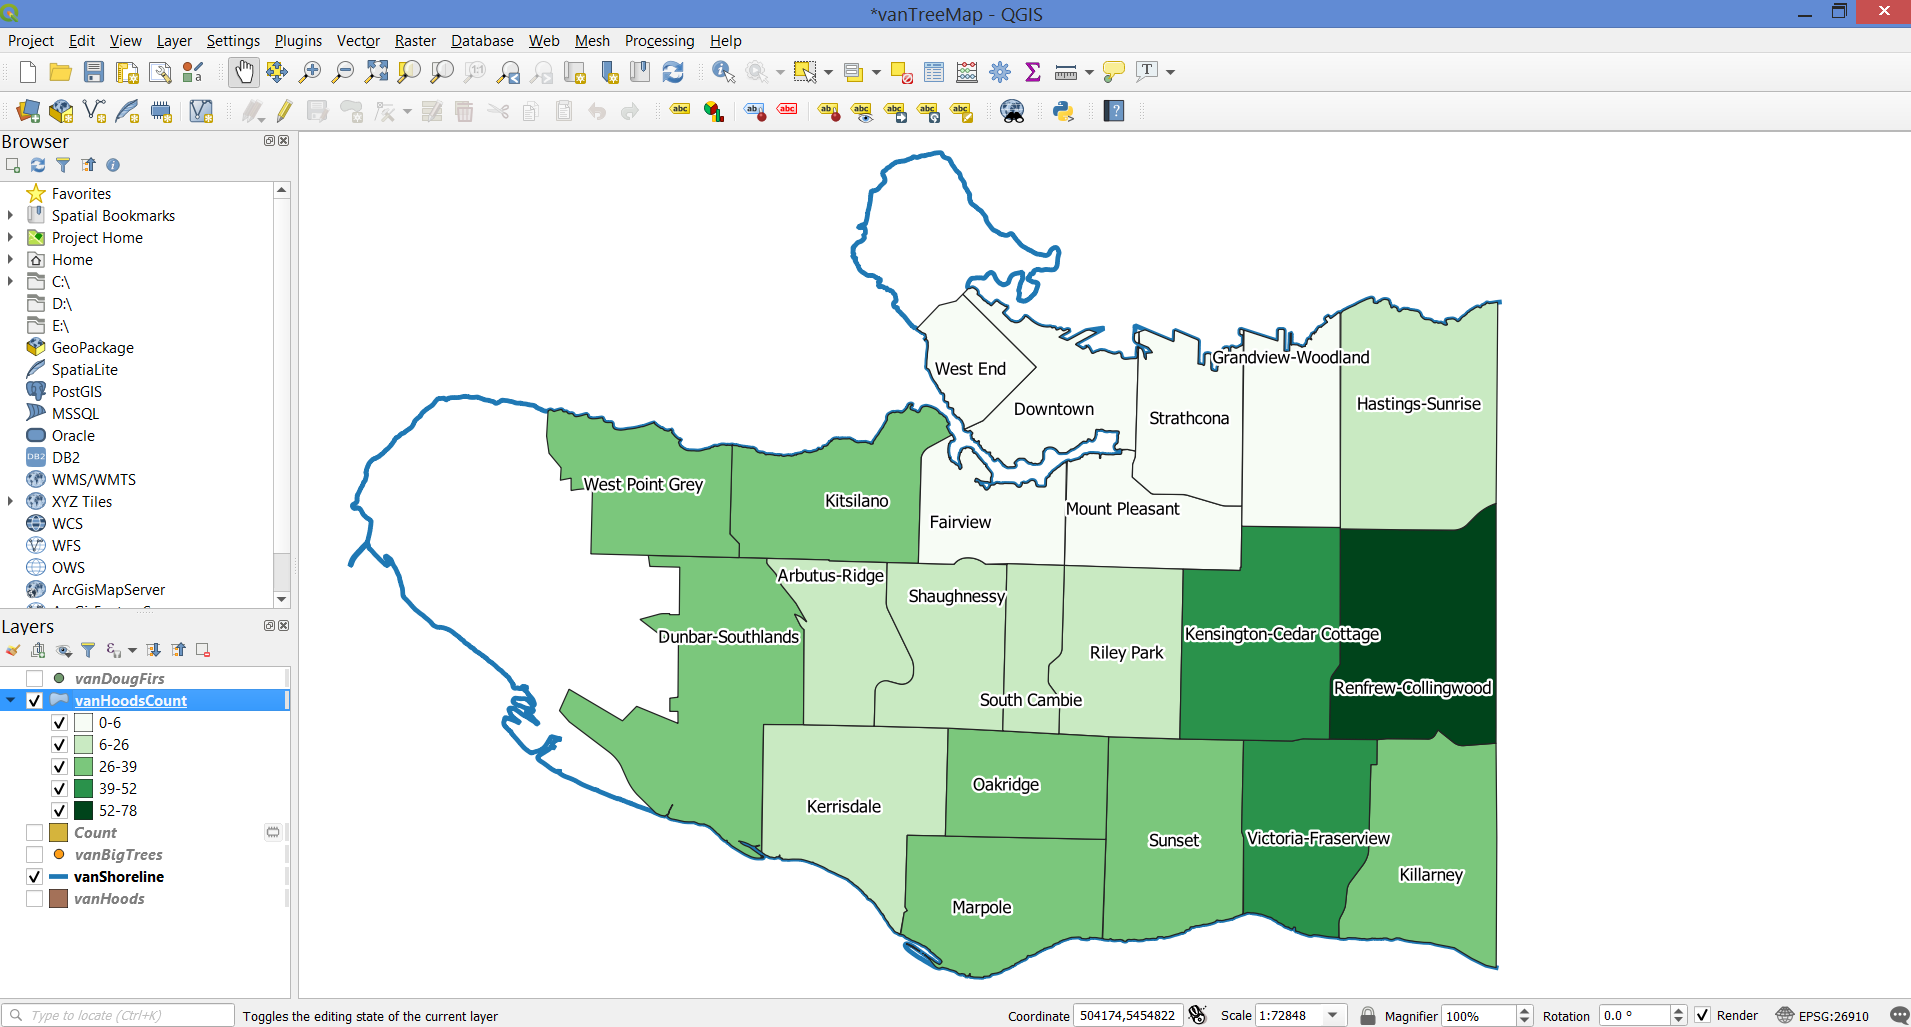 *vanTreeMap - QGIS
Project Edit View Layer Settings Plugins Vector Raster Database Web Mesh Processing Help
Browser
Favorites
Spatial Bookmarks
Project Home
Home
C:\
D:\
E:\
GeoPackage
SpatiaLite
PostGIS
MSSQL
Oracle
DB2
WMS/WMTS
XYZ Tiles
WCS
WFS
OWS
ArcGisMapServer
Layers
vanDougFirs
vanHoodsCount
0-6
6-26
26-39
39-52
52-78
Count
vanBigTrees
vanShoreline
vanHoods
West End
Downtown
Strathcona
Grandview-Woodland
Hastings-Sunrise
West Point Grey
Kitsilano
Fairview
Mount Pleasant
Arbutus-Ridge
Shaughnessy
Dunbar-Southlands
Riley Park
Kensington-Cedar Cottage
South Cambie
Renfrew-Collingwood
Kerrisdale
Oakridge
Sunset
Victoria-Fraserview
Killarney
Marpole
Type to locate (Ctrl+K) Toggles the editing state of the current layer Coordinate 504174,5454822 Scale 1:72848 Magnifier 100% Rotation 0.0 ° Render EPSG:26910